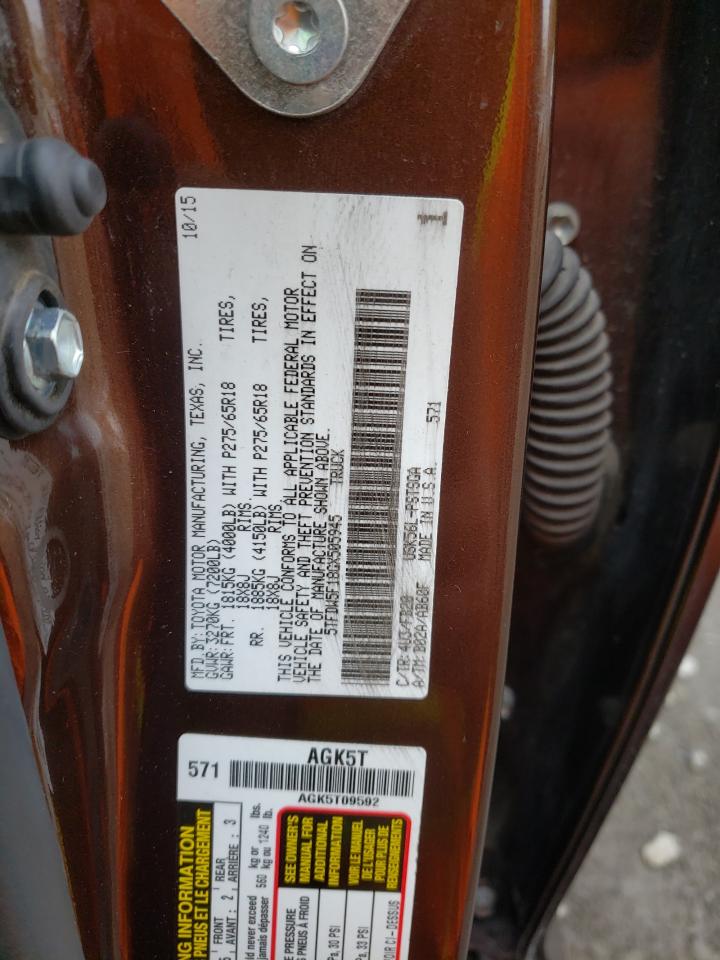 10/15
MFD.BY: TOYOTA MOTOR MANUFACTURING, TEXAS, INC.
GVWR: 3270KG (7200LB)
GAWR: FRT. 1815KG (4000LB) WITH P275/65R18 TIRES,
18X8J RIMS
RR. 1885KG (4150LB) WITH P275/65R18 TIRES,
18X8J RIMS
THIS VEHICLE CONFORMS TO ALL APPLICABLE FEDERAL MOTOR
VEHICLE SAFETY, AND THEFT PREVENTION STANDARDS IN EFFECT ON
THE DATE OF MANUFACTURE SHOWN ABOVE.
5TFDW5F18GX505945 TRUCK
571
C/TR: 4U3/FB20 USK56L-PSTSGA
A/TM: B02A/AB60F MADE IN U.S.A.
AGK5T
571
AGK5T09592
INFORMATION
PNEUS ET LE CHARGEMENT
FRONT 2 REAR 3
AVANT : 2, ARRIÈRE : 3
never exceed 560 kg or 1240 lbs.
jamais dépasser 560 kg ou 1240 lb.
SEE OWNER'S
MANUAL FOR
ADDITIONAL
INFORMATION
VOIR LE MANUEL
DE L'USAGER
POUR PLUS DE
RENSEIGNEMENTS
PRESSURE
PNEUS À FROID
30 PSI
33 PSI
CI-DESSUS